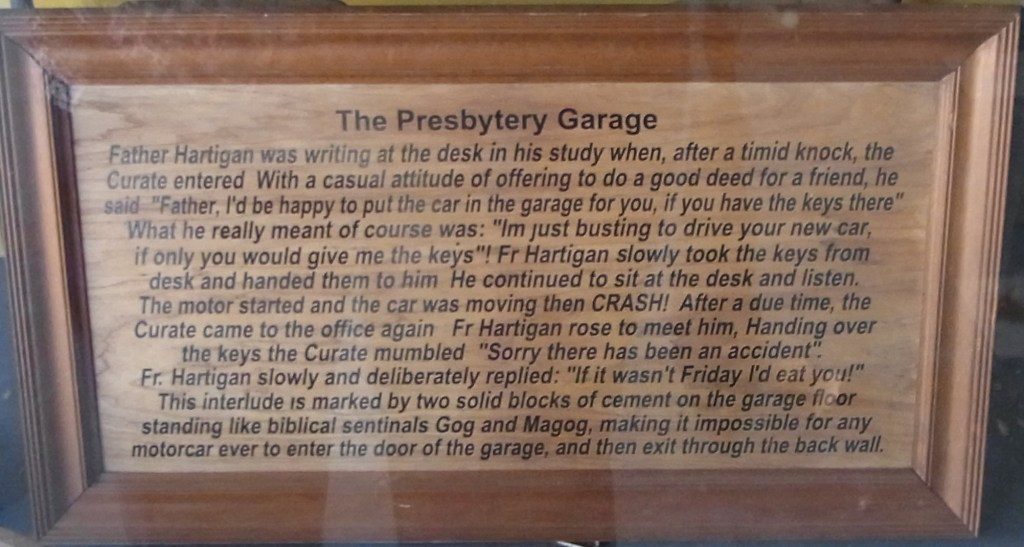 The Presbytery Garage
Father Hartigan was writing at the desk in his study when, after a timid knock, the
Curate entered With a casual attitude of offering to do a good deed for a friend, he
said "Father, I'd be happy to put the car in the garage for you, if you have the keys there"
What he really meant of course was: "Im just busting to drive your new car,
if only you would give me the keys"! Fr Hartigan slowly took the keys from
desk and handed them to him He continued to sit at the desk and listen.
The motor started and the car was moving then CRASH! After a due time, the
Curate came to the office again Fr Hartigan rose to meet him, Handing over
the keys the Curate mumbled "Sorry there has been an accident".
Fr. Hartigan slowly and deliberately replied: "If it wasn't Friday I'd eat you!"
This interlude is marked by two solid blocks of cement on the garage floor
standing like biblical sentinals Gog and Magog, making it impossible for any
motorcar ever to enter the door of the garage, and then exit through the back wall.